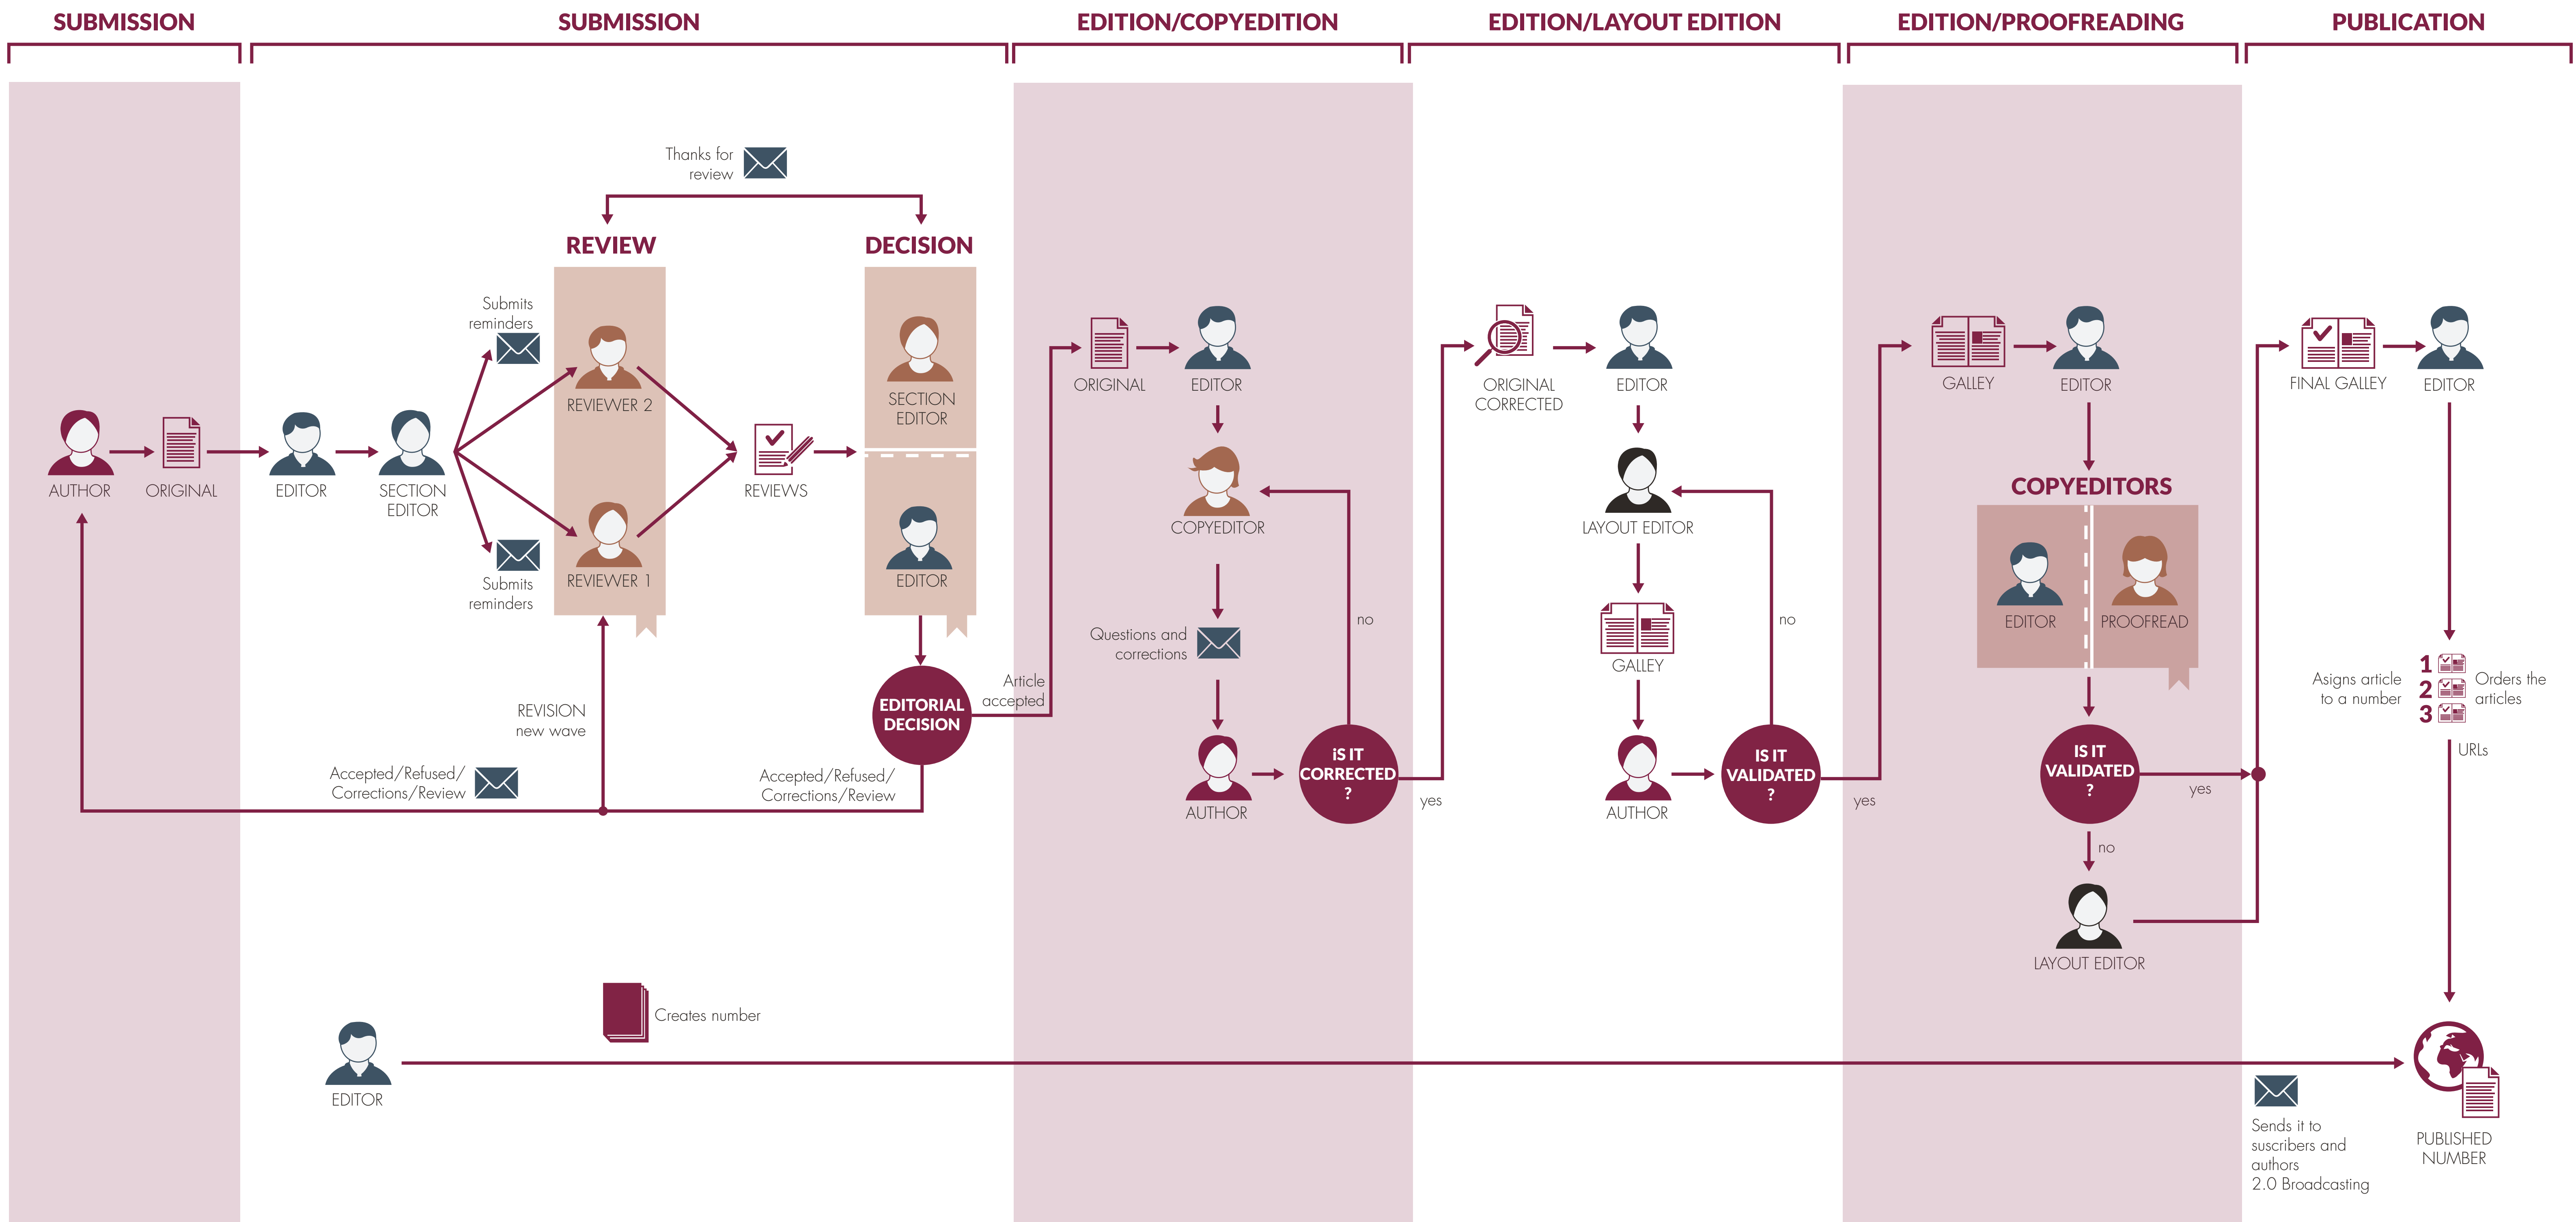 SUBMISSION
SUBMISSION
EDITION/COPYEDITION
EDITION/LAYOUT EDITION
EDITION/PROOFREADING
PUBLICATION
AUTHOR
ORIGINAL
EDITOR
SECTION
EDITOR
Submits
reminders
Submits
reminders
Thanks for
review
REVIEW
REVIEWER 2
REVIEWER 1
REVIEWS
DECISION
SECTION
EDITOR
EDITOR
EDITORIAL
DECISION
Article
accepted
REVISION
new wave
Accepted/Refused/
Corrections/Review
Accepted/Refused/
Corrections/Review
ORIGINAL
EDITOR
COPYEDITOR
Questions and
corrections
AUTHOR
iS IT
CORRECTED
?
no
yes
ORIGINAL
CORRECTED
EDITOR
LAYOUT EDITOR
GALLEY
AUTHOR
IS IT
VALIDATED
?
no
yes
GALLEY
EDITOR
COPYEDITORS
EDITOR
PROOFREAD
IS IT
VALIDATED
?
yes
no
LAYOUT EDITOR
FINAL GALLEY
EDITOR
Asigns article
to a number
1
2
3
Orders the
articles
URLs
EDITOR
Creates number
Sends it to
suscribers and
authors
2.0 Broadcasting
PUBLISHED
NUMBER